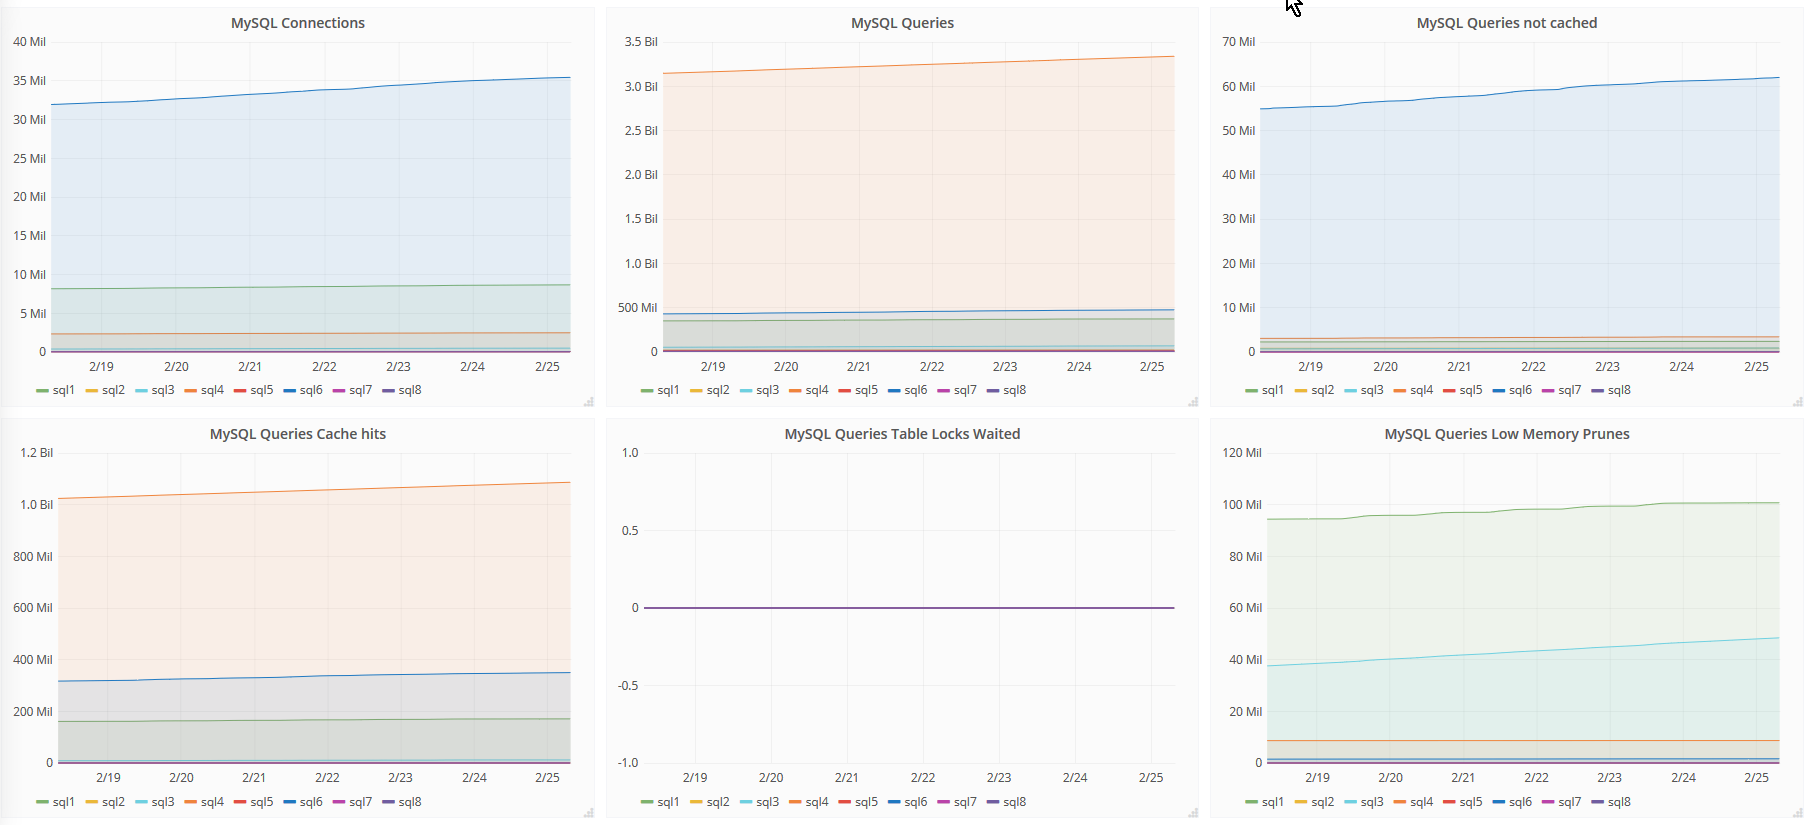 MySQL Connections
40 Mil
35 Mil
30 Mil
25 Mil
20 Mil
15 Mil
10 Mil
5 Mil
0
2/19 2/20 2/21 2/22 2/23 2/24 2/25
sql1 sql2 sql3 sql4 sql5 sql6 sql7 sql8
MySQL Queries
3.5 Bil
3.0 Bil
2.5 Bil
2.0 Bil
1.5 Bil
1.0 Bil
500 Mil
0
2/19 2/20 2/21 2/22 2/23 2/24 2/25
sql1 sql2 sql3 sql4 sql5 sql6 sql7 sql8
MySQL Queries not cached
70 Mil
60 Mil
50 Mil
40 Mil
30 Mil
20 Mil
10 Mil
0
2/19 2/20 2/21 2/22 2/23 2/24 2/25
sql1 sql2 sql3 sql4 sql5 sql6 sql7 sql8
MySQL Queries Cache hits
1.2 Bil
1.0 Bil
800 Mil
600 Mil
400 Mil
200 Mil
0
2/19 2/20 2/21 2/22 2/23 2/24 2/25
sql1 sql2 sql3 sql4 sql5 sql6 sql7 sql8
MySQL Queries Table Locks Waited
1.0
0.5
0
-0.5
-1.0
2/19 2/20 2/21 2/22 2/23 2/24 2/25
sql1 sql2 sql3 sql4 sql5 sql6 sql7 sql8
MySQL Queries Low Memory Prunes
120 Mil
100 Mil
80 Mil
60 Mil
40 Mil
20 Mil
0
2/19 2/20 2/21 2/22 2/23 2/24 2/25
sql1 sql2 sql3 sql4 sql5 sql6 sql7 sql8